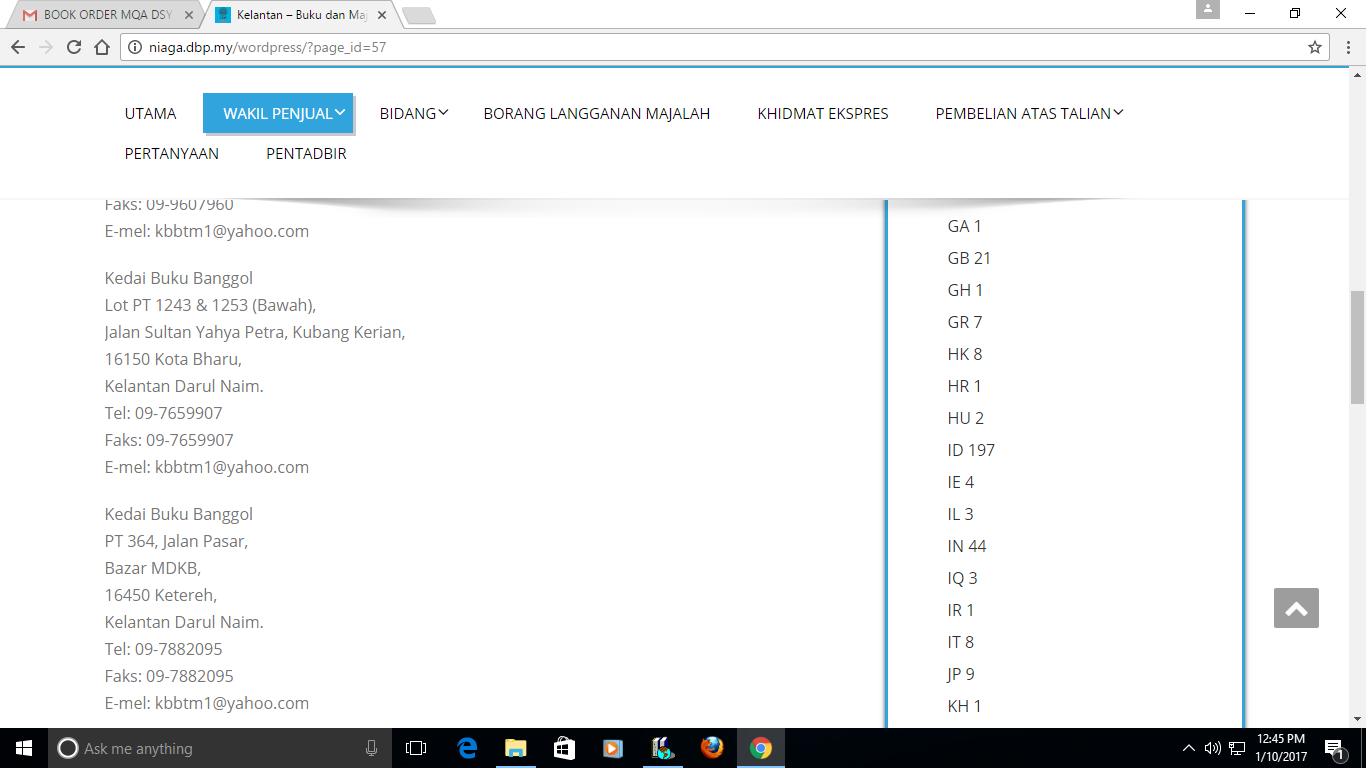 BOOK ORDER MQA DSY
Kelantan – Buku dan Maj
niaga.dbp.my/wordpress/?page_id=57
UTAMA
WAKIL PENJUAL
BIDANG
BORANG LANGGANAN MAJALAH
KHIDMAT EKSPRES
PEMBELIAN ATAS TALIAN
PERTANYAAN
PENTADBIR
Faks: 09-9607960
E-mel: kbbtm1@yahoo.com
Kedai Buku Banggol
Lot PT 1243 & 1253 (Bawah),
Jalan Sultan Yahya Petra, Kubang Kerian,
16150 Kota Bharu,
Kelantan Darul Naim.
Tel: 09-7659907
Faks: 09-7659907
E-mel: kbbtm1@yahoo.com
Kedai Buku Banggol
PT 364, Jalan Pasar,
Bazar MDKB,
16450 Ketereh,
Kelantan Darul Naim.
Tel: 09-7882095
Faks: 09-7882095
E-mel: kbbtm1@yahoo.com
GA 1
GB 21
GH 1
GR 7
HK 8
HR 1
HU 2
ID 197
IE 4
IL 3
IN 44
IQ 3
IR 1
IT 8
JP 9
KH 1
Ask me anything
12:45 PM
1/10/2017
1